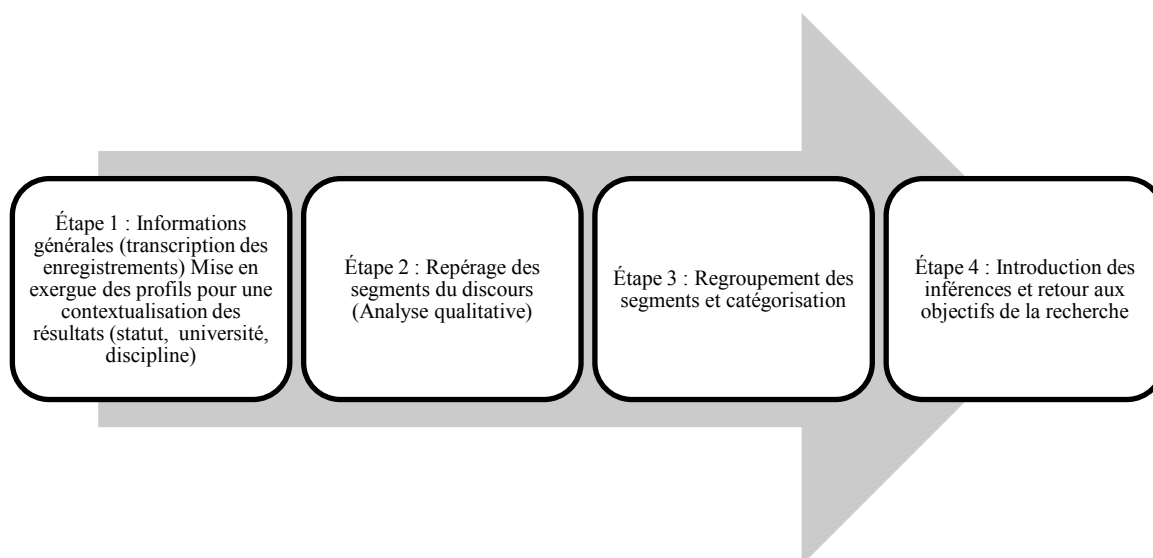 Étape 1 : Informations
générales (transcription des
enregistrements) Mise en
exergue des profils pour une
contextualisation des
résultats (statut, université,
discipline)
Étape 2 : Repérage des
segments du discours
(Analyse qualitative)
Étape 3 : Regroupement des
segments et catégorisation
Étape 4 : Introduction des
inférences et retour aux
objectifs de la recherche